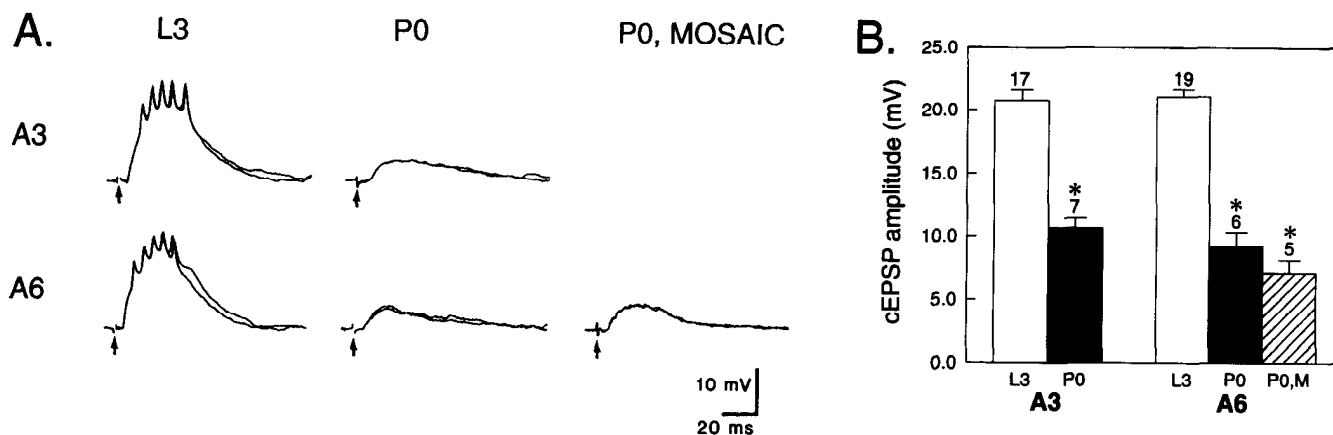 A.
L3
P0
P0, MOSAIC
A3
A6
10 mV
20 ms
B.
cEPSP amplitude (mV)
25.0
20.0
15.0
10.0
5.0
0.0
17
*
7
19
*
6
*
5
L3
P0
L3
P0
P0,M
A3
A6